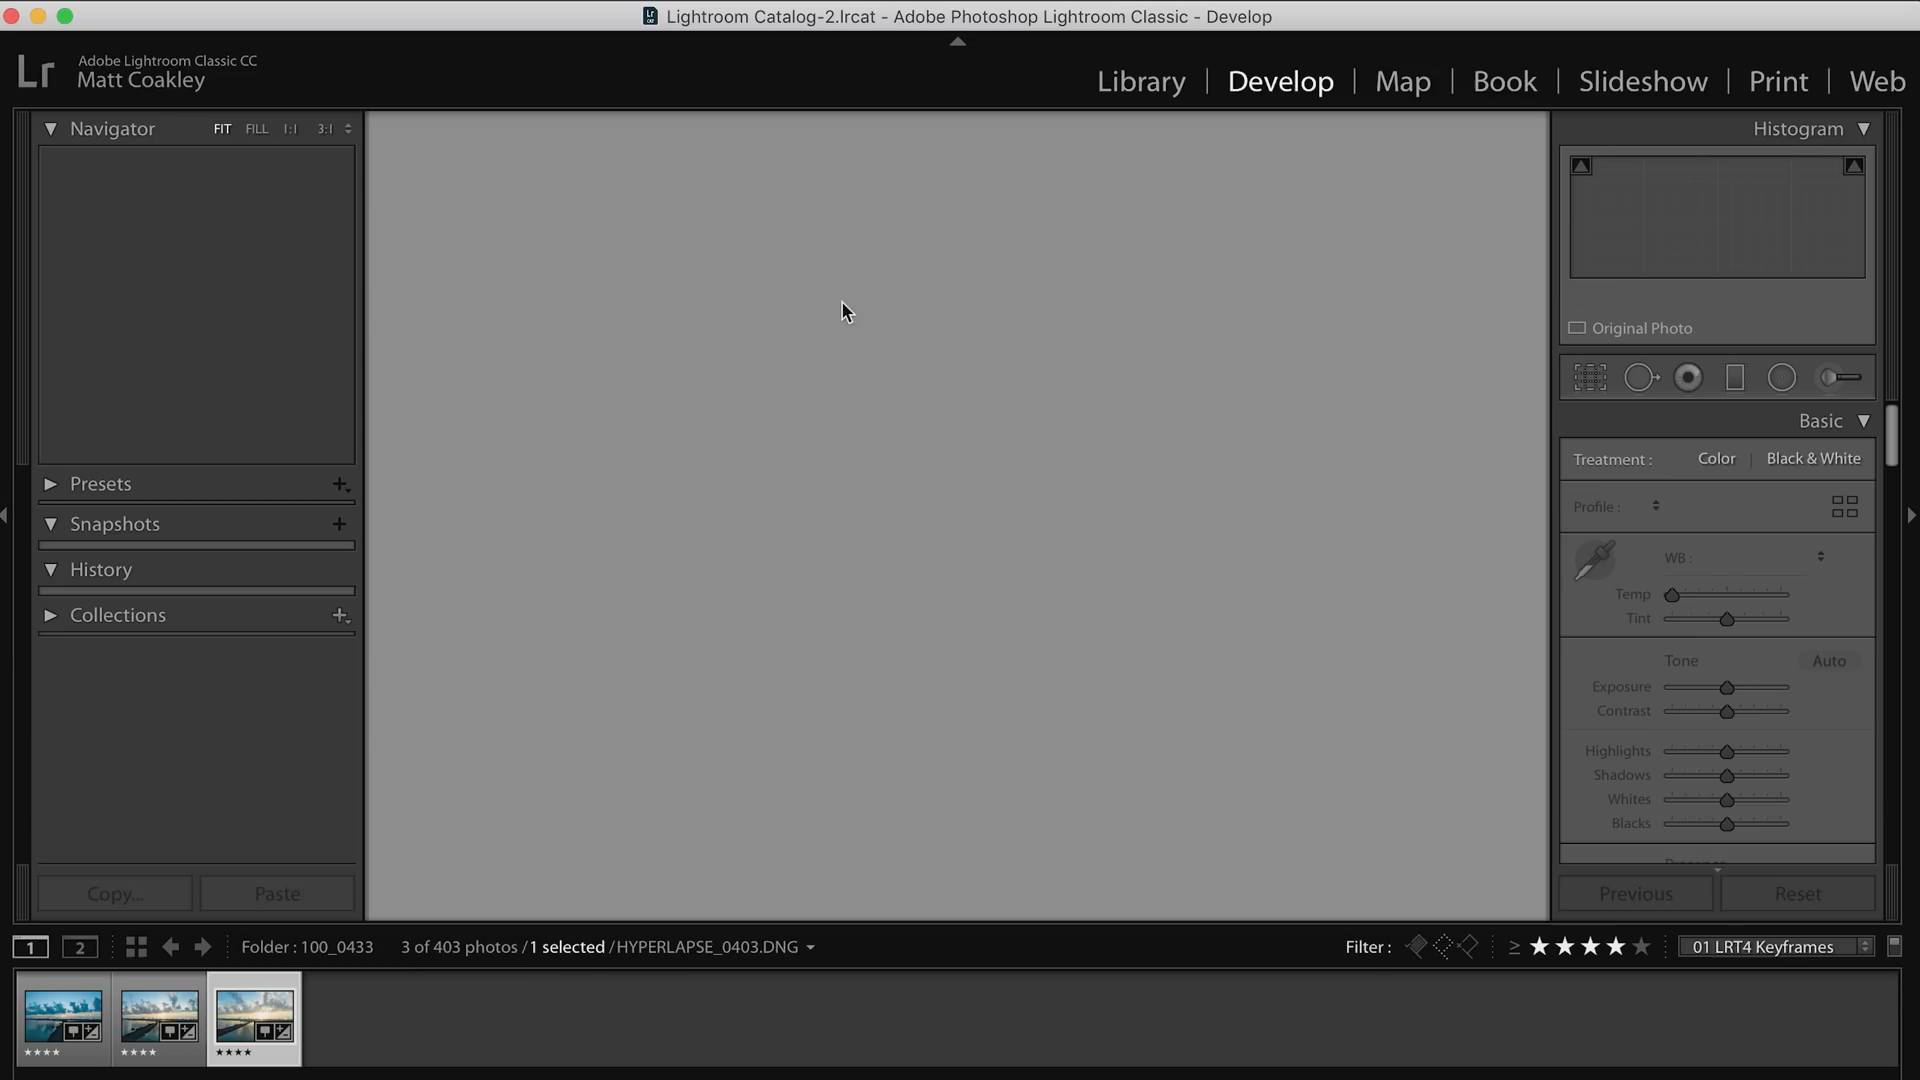 Lightroom Catalog-2.lrcat - Adobe Photoshop Lightroom Classic - Develop
Lr
Adobe Lightroom Classic CC
Matt Coakley
Library | Develop | Map | Book | Slideshow | Print | Web
Navigator FIT FILL 1:1 3:1
Presets
Snapshots
History
Collections
Copy... Paste
Histogram
Original Photo
Basic
Treatment : Color | Black & White
Profile :
WB :
Temp
Tint
Tone Auto
Exposure
Contrast
Highlights
Shadows
Whites
Blacks
Previous Reset
1 2 Folder : 100_0433 3 of 403 photos / 1 selected / HYPERLAPSE_0403.DNG Filter : ≥ ★★★★★ 01 LRT4 Keyframes
★★★★ ★★★★ ★★★★